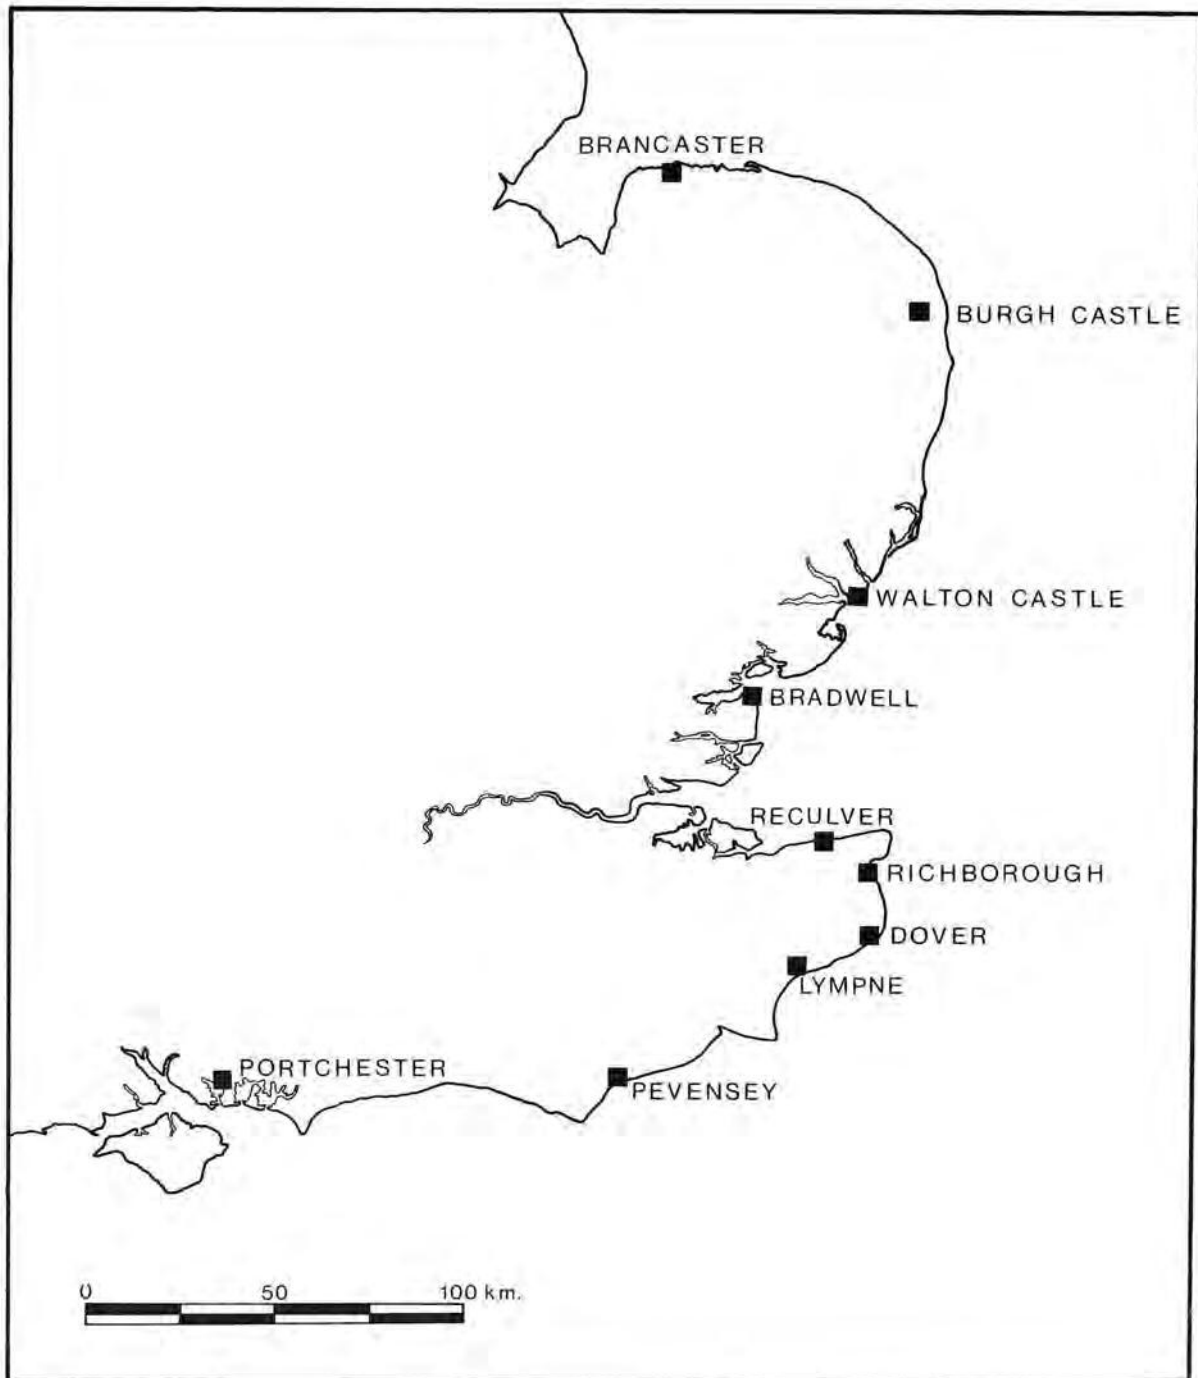 BRANCASTER
BURGH CASTLE
WALTON CASTLE
BRADWELL
RECULVER
RICHBOROUGH
DOVER
LYMPNE
PORTCHESTER
PEVENSEY
0 50 100 km.